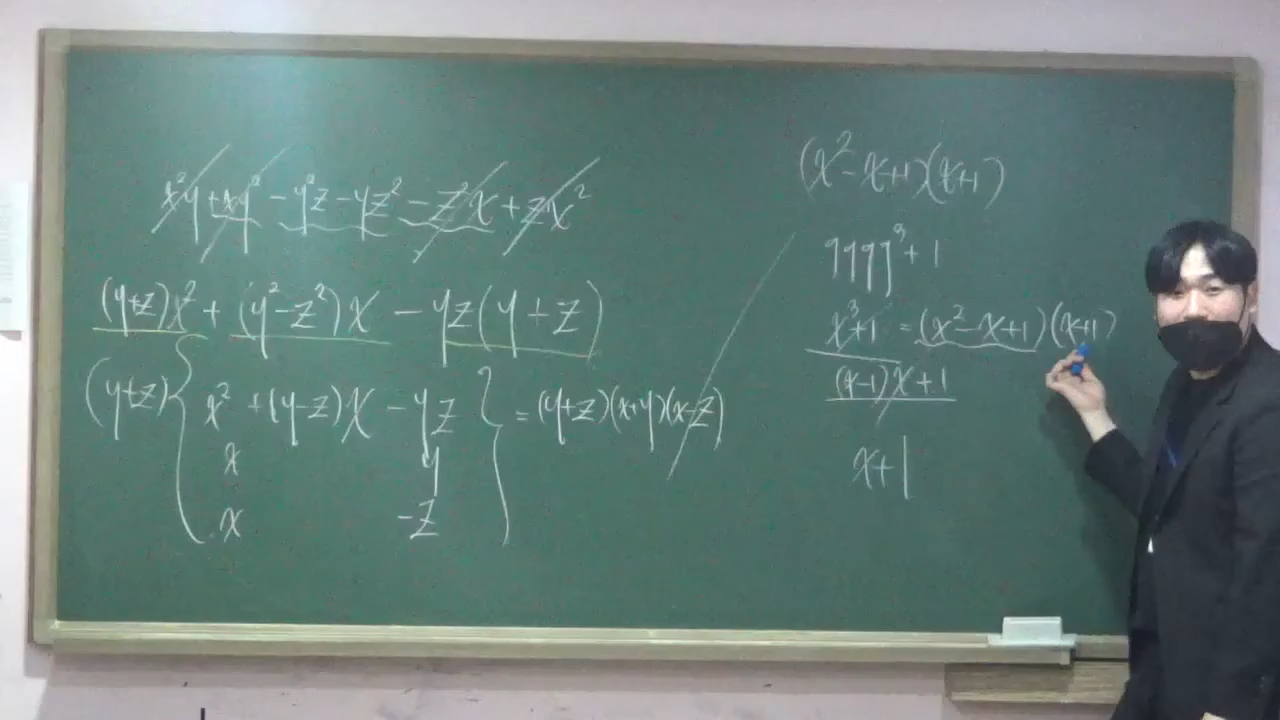 x²y + xy² - y²z - yz² - z²x + zx²
(y+z)x² + (y²-z²)x - yz(y+z)
(y+z){x² + (y-z)x - yz} = (y+z)(x+y)(x-z)
x y
x -z
(x²-x+1)(x+1)
9999³+1
x³+1 = (x²-x+1)(x+1)
(x-1)x+1
x+1